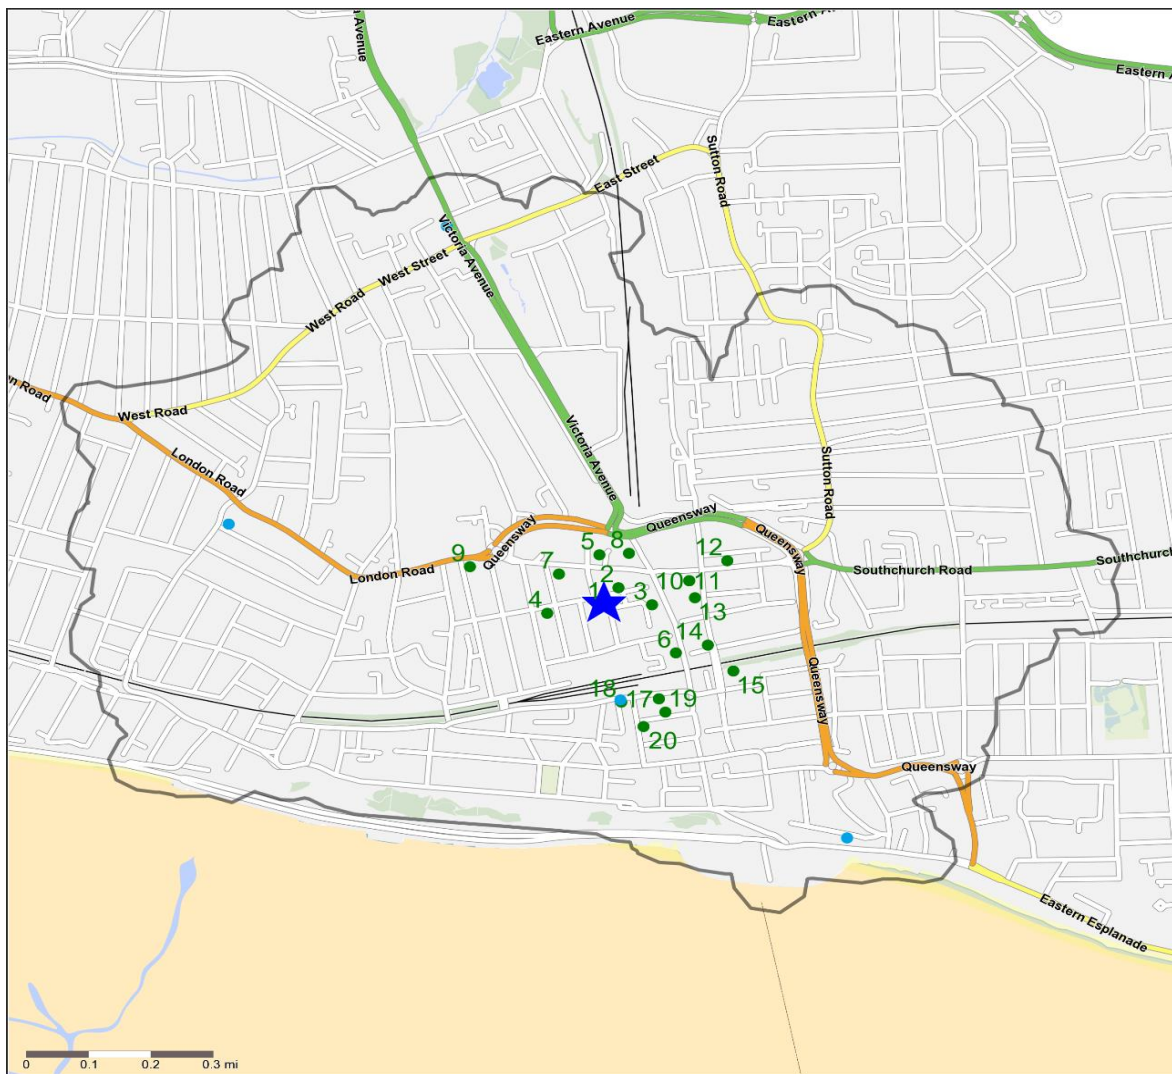 Eastern Avenue
Eastern
Eastern
Avenue
Victoria Avenue
East Street
Sutton Road
West Street
Victoria Avenue
West Road
Road
West Road
London Road
Victoria Avenue
Sutton Road
Queensway
Queensway
Queensway
Southchurch Road
Southchurch
London Road
9
5
8
12
7
2
10
11
1
3
4
13
6
14
15
18
17
19
20
Queensway
Queensway
Eastern Esplanade
0 0.1 0.2 0.3 mi